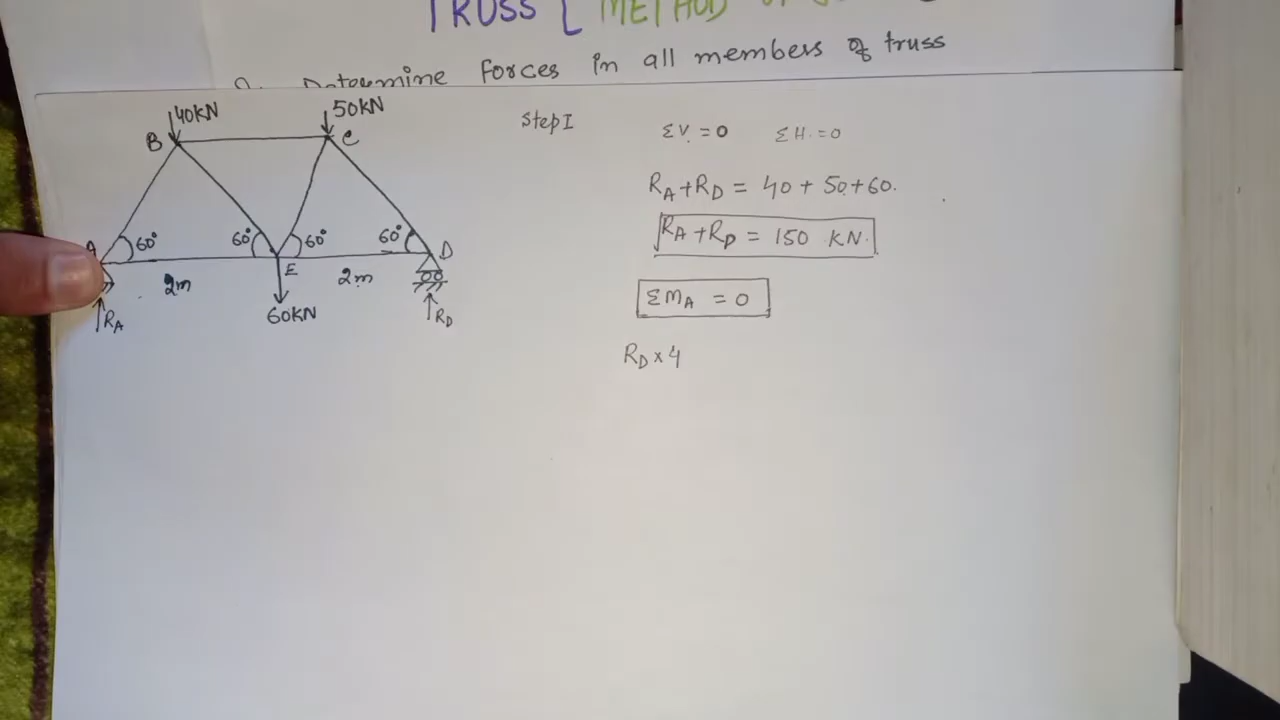 TRUSS [ METHOD
Determine forces in all members of truss
40KN
50KN
Step I
ΣV. = 0 ΣH. = 0
B
C
RA + RD = 40 + 50 + 60.
RA + RD = 150 KN.
A 60° 60° 60° 60° D
E
2m 2m
ΣMA = 0
60KN
RA
RD
RD × 4